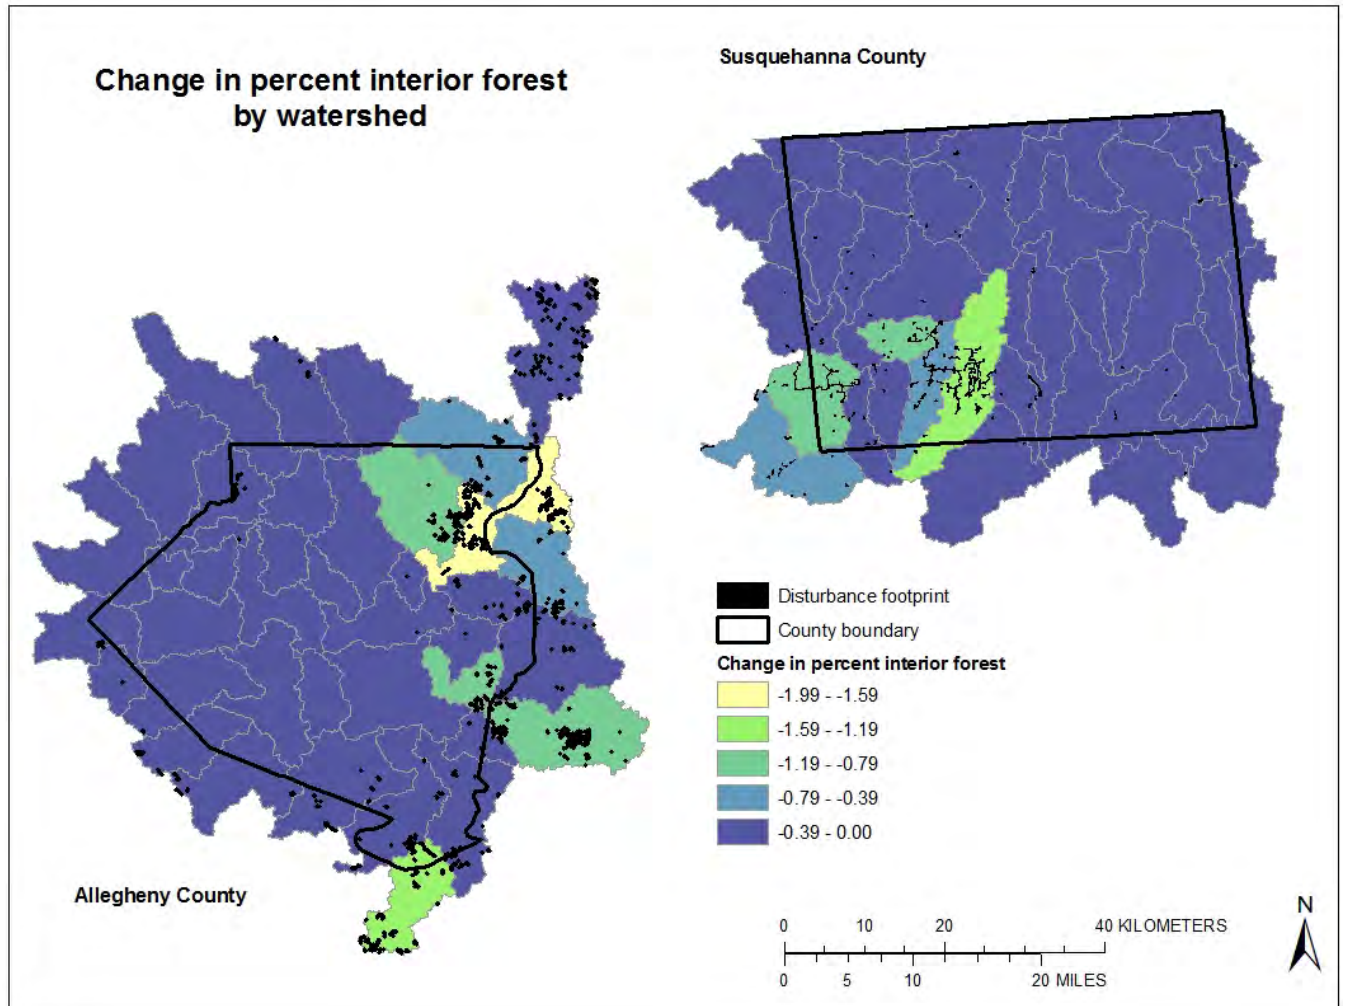 Change in percent interior forest
by watershed
Susquehanna County
Allegheny County
Disturbance footprint
County boundary
Change in percent interior forest
-1.99 - -1.59
-1.59 - -1.19
-1.19 - -0.79
-0.79 - -0.39
-0.39 - 0.00
0 10 20 40 KILOMETERS
0 5 10 20 MILES
N